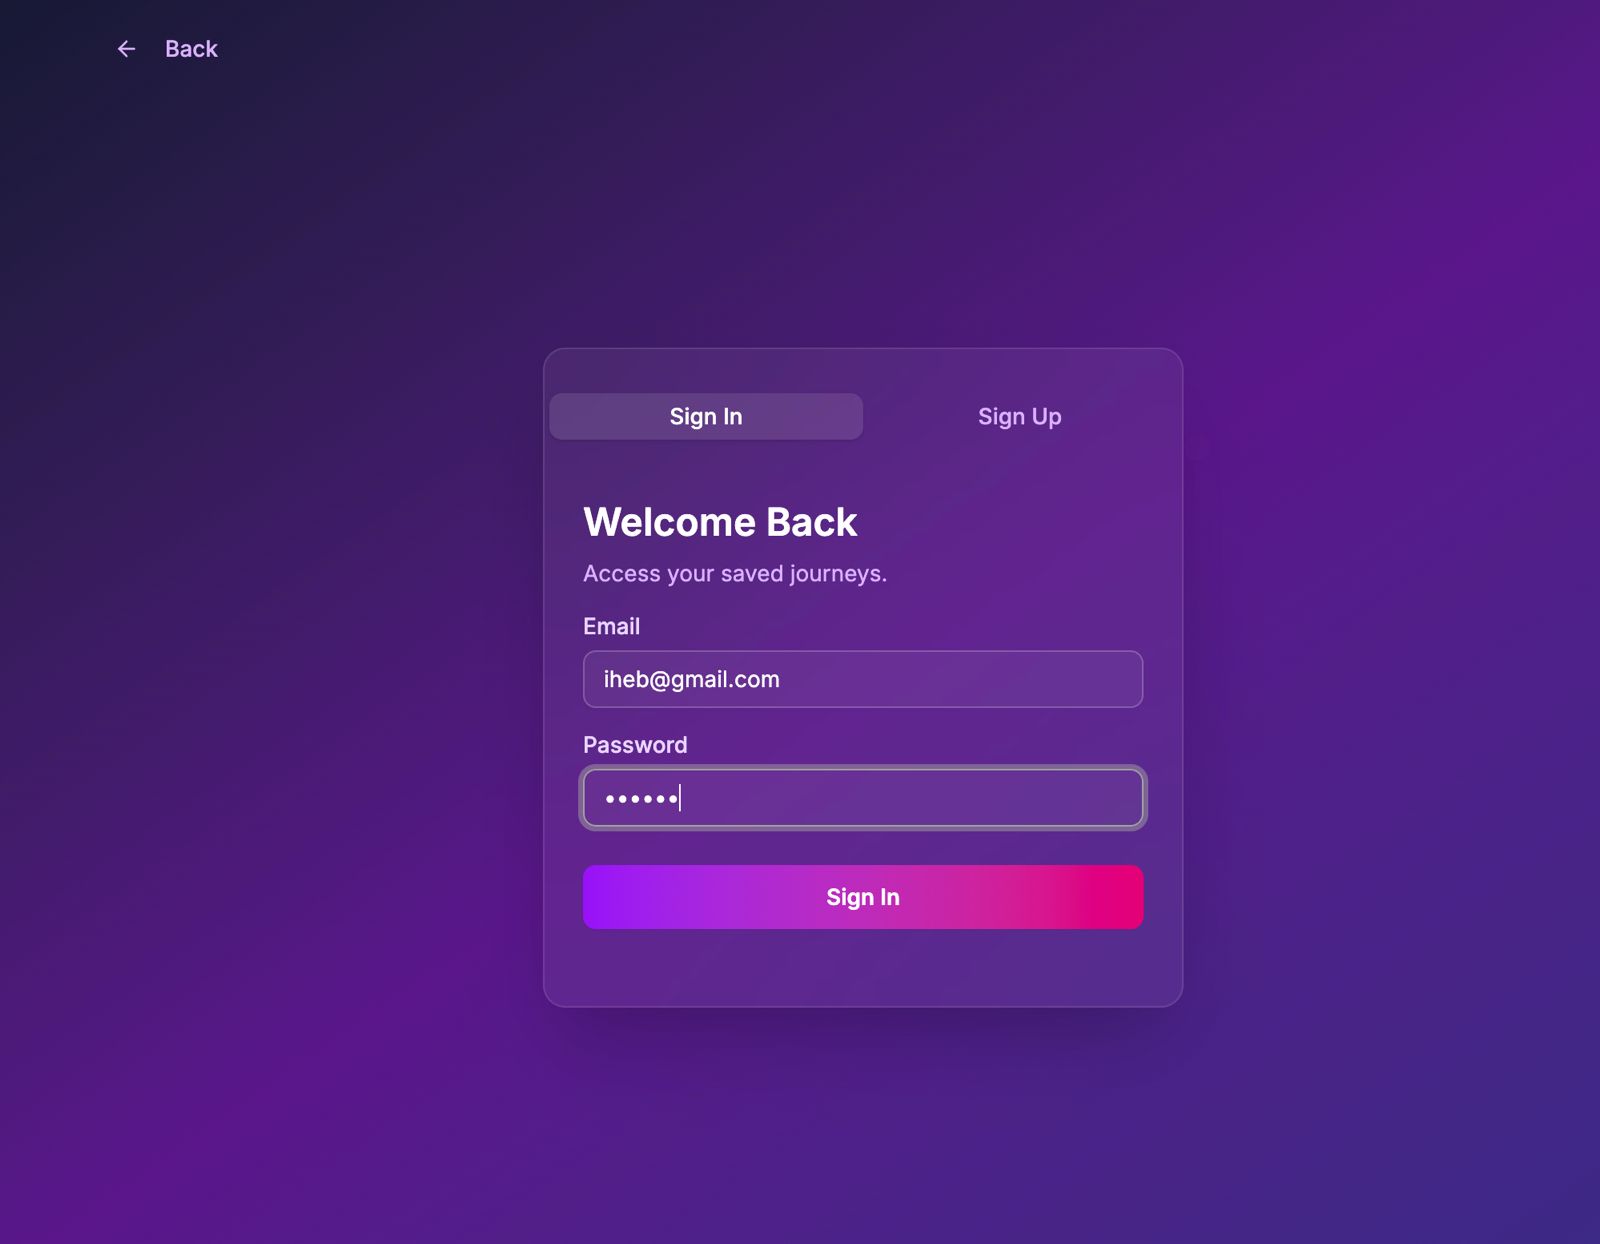 Back
Sign In
Sign Up
Welcome Back
Access your saved journeys.
Email
iheb@gmail.com
Password
••••••
Sign In